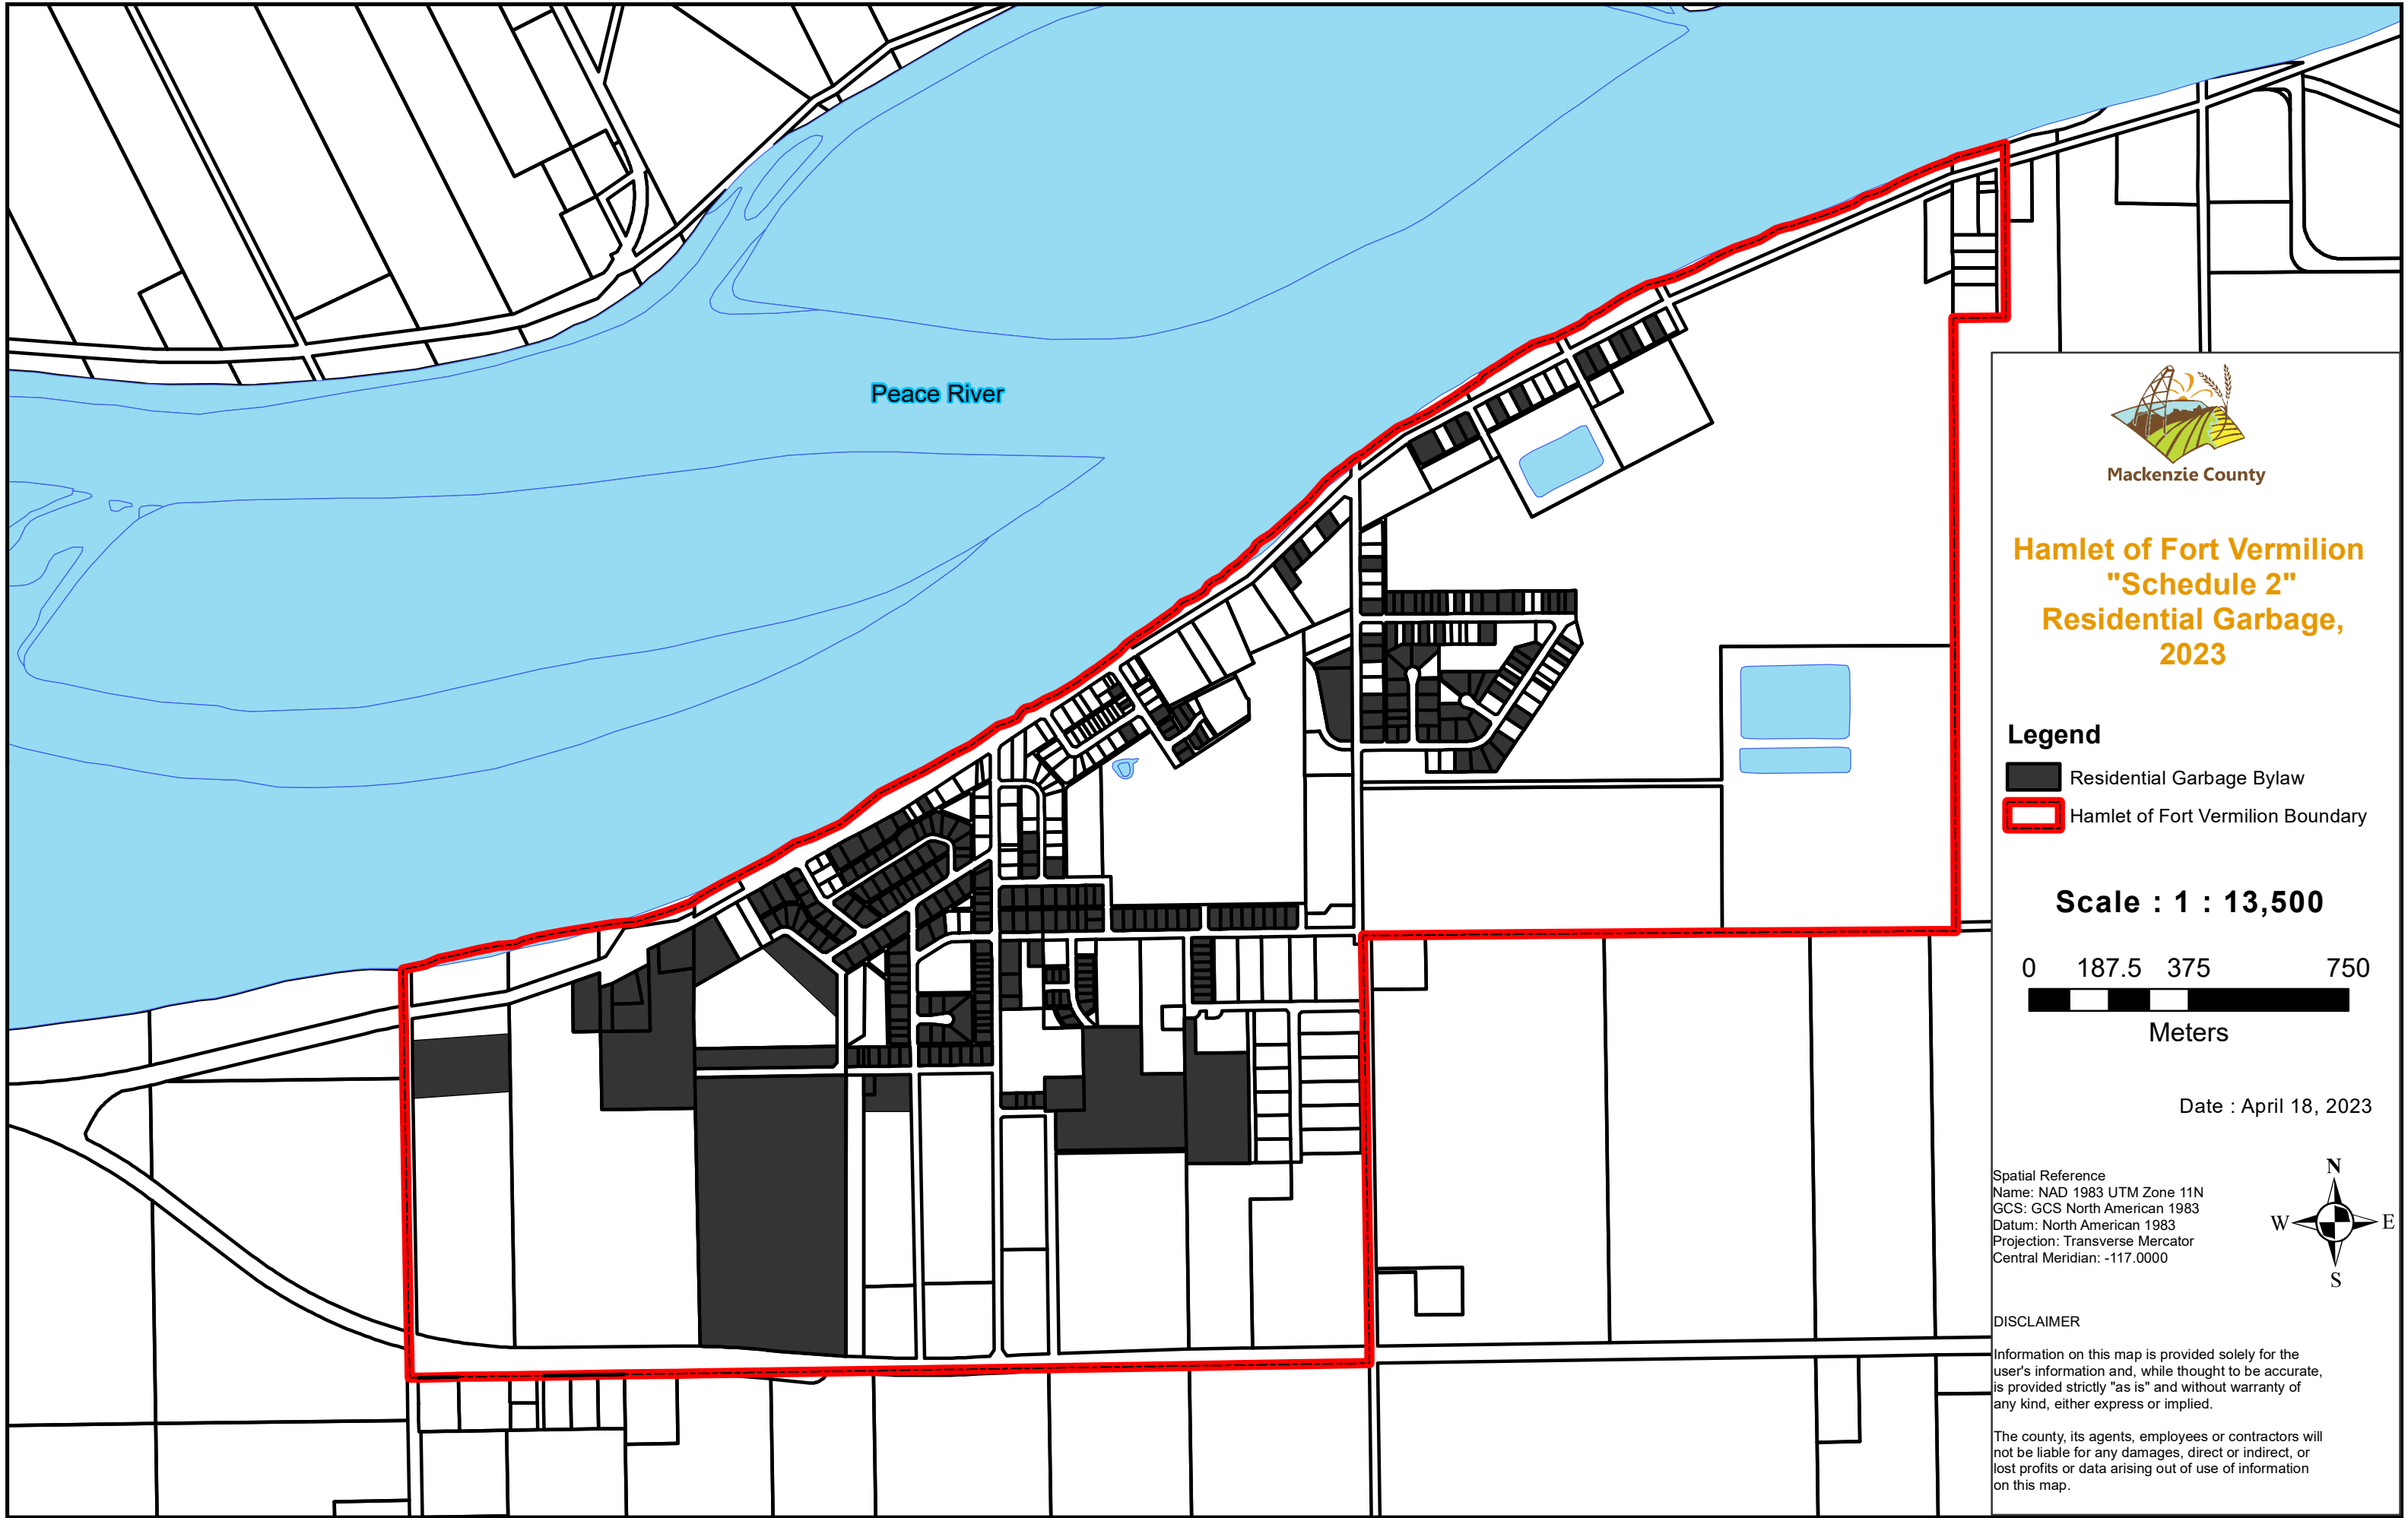 Peace River
Mackenzie County
Hamlet of Fort Vermilion
"Schedule 2"
Residential Garbage,
2023
Legend
Residential Garbage Bylaw
Hamlet of Fort Vermilion Boundary
Scale : 1 : 13,500
0 187.5 375 750
Meters
Date : April 18, 2023
Spatial Reference
Name: NAD 1983 UTM Zone 11N
GCS: GCS North American 1983
Datum: North American 1983
Projection: Transverse Mercator
Central Meridian: -117.0000
N
W E
S
DISCLAIMER
Information on this map is provided solely for the
user's information and, while thought to be accurate,
is provided strictly "as is" and without warranty of
any kind, either express or implied.
The county, its agents, employees or contractors will
not be liable for any damages, direct or indirect, or
lost profits or data arising out of use of information
on this map.